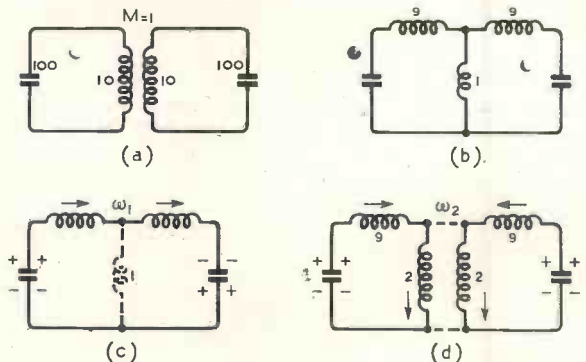 M=1
100 10 10 100
(a)
9 9
1
(b)
ω₁
+ + - -
1
- - + +
(c)
ω₂
9 9
+ + 2 2 + +
- - - -
(d)